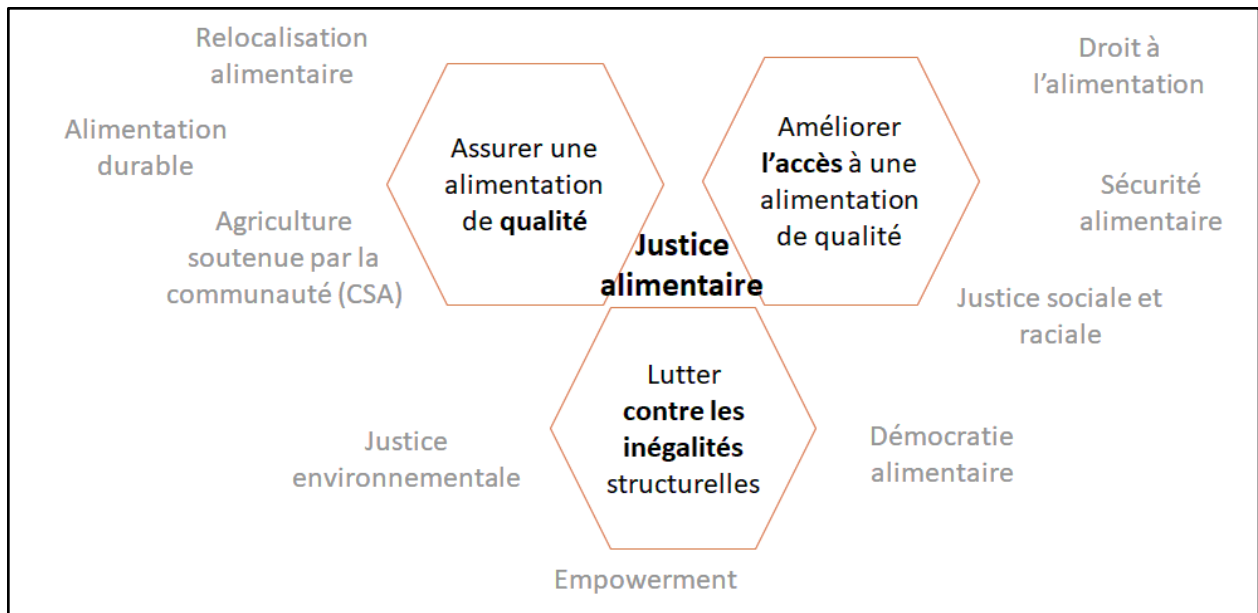 Relocalisation
alimentaire
Alimentation
durable
Agriculture
soutenue par la
communauté (CSA)
Assurer une
alimentation
de qualité
Améliorer
l’accès à une
alimentation
de qualité
Droit à
l’alimentation
Sécurité
alimentaire
Justice sociale et
raciale
Justice
alimentaire
Lutter
contre les
inégalités
structurelles
Justice
environnementale
Démocratie
alimentaire
Empowerment